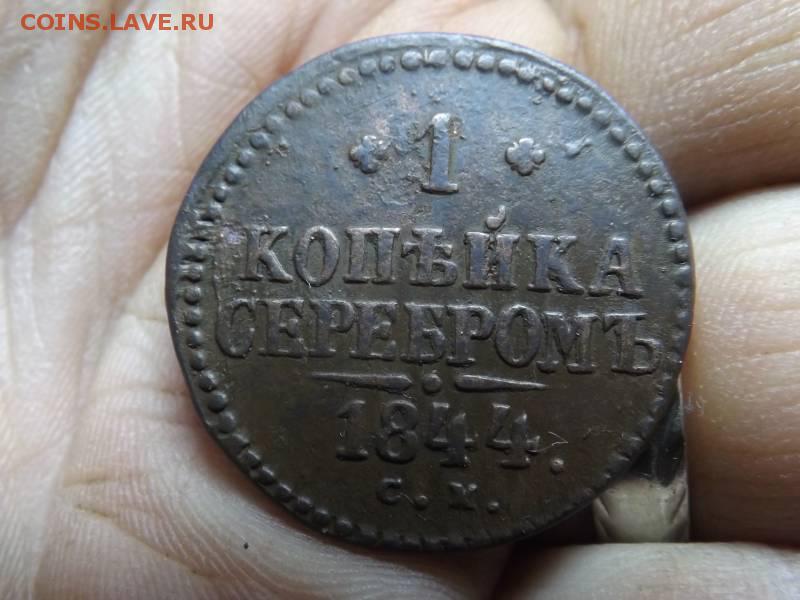 COINS.LAVE.RU
1
КОПѢЙКА
СЕРЕБРОМЪ
1844.
С. М.